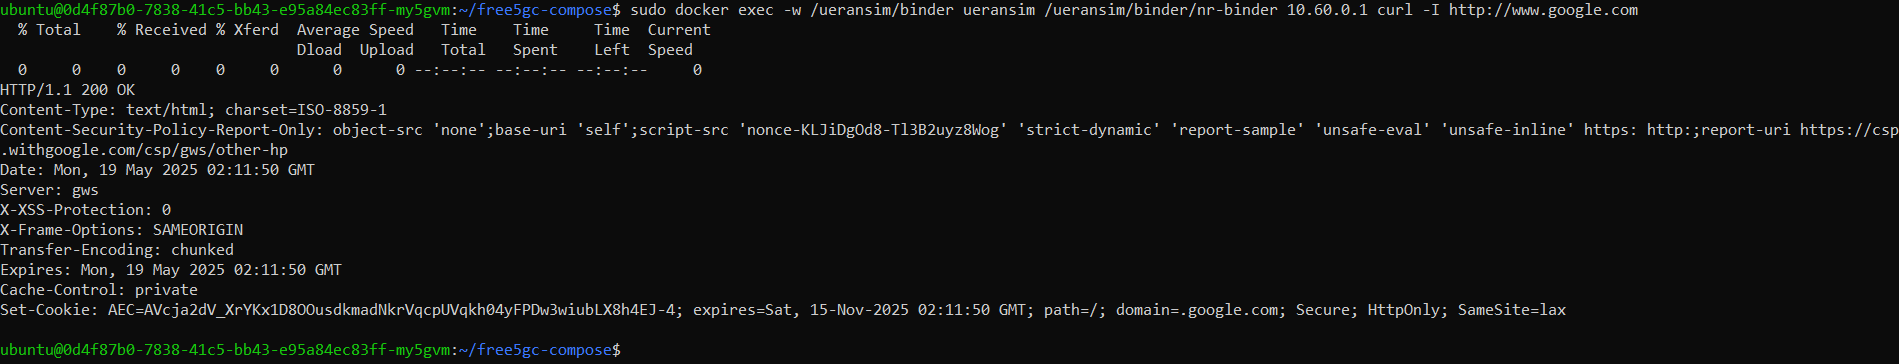 ubuntu@0d4f87b0-7838-41c5-bb43-e95a84ec83ff-my5gvm:~/free5gc-compose$ sudo docker exec -w /ueransim/binder ueransim /ueransim/binder/nr-binder 10.60.0.1 curl -I http://www.google.com
  % Total    % Received % Xferd  Average Speed   Time    Time     Time  Current
                                 Dload  Upload   Total   Spent    Left  Speed
  0     0    0     0    0     0      0      0 --:--:-- --:--:-- --:--:--     0
HTTP/1.1 200 OK
Content-Type: text/html; charset=ISO-8859-1
Content-Security-Policy-Report-Only: object-src 'none';base-uri 'self';script-src 'nonce-KLJiDgOd8-Tl3B2uyz8Wog' 'strict-dynamic' 'report-sample' 'unsafe-eval' 'unsafe-inline' https: http:;report-uri https://csp
.withgoogle.com/csp/gws/other-hp
Date: Mon, 19 May 2025 02:11:50 GMT
Server: gws
X-XSS-Protection: 0
X-Frame-Options: SAMEORIGIN
Transfer-Encoding: chunked
Expires: Mon, 19 May 2025 02:11:50 GMT
Cache-Control: private
Set-Cookie: AEC=AVcja2dV_XrYKx1D8OOusdkmadNkrVqcpUVqkh04yFPDw3wiubLX8h4EJ-4; expires=Sat, 15-Nov-2025 02:11:50 GMT; path=/; domain=.google.com; Secure; HttpOnly; SameSite=lax
ubuntu@0d4f87b0-7838-41c5-bb43-e95a84ec83ff-my5gvm:~/free5gc-compose$